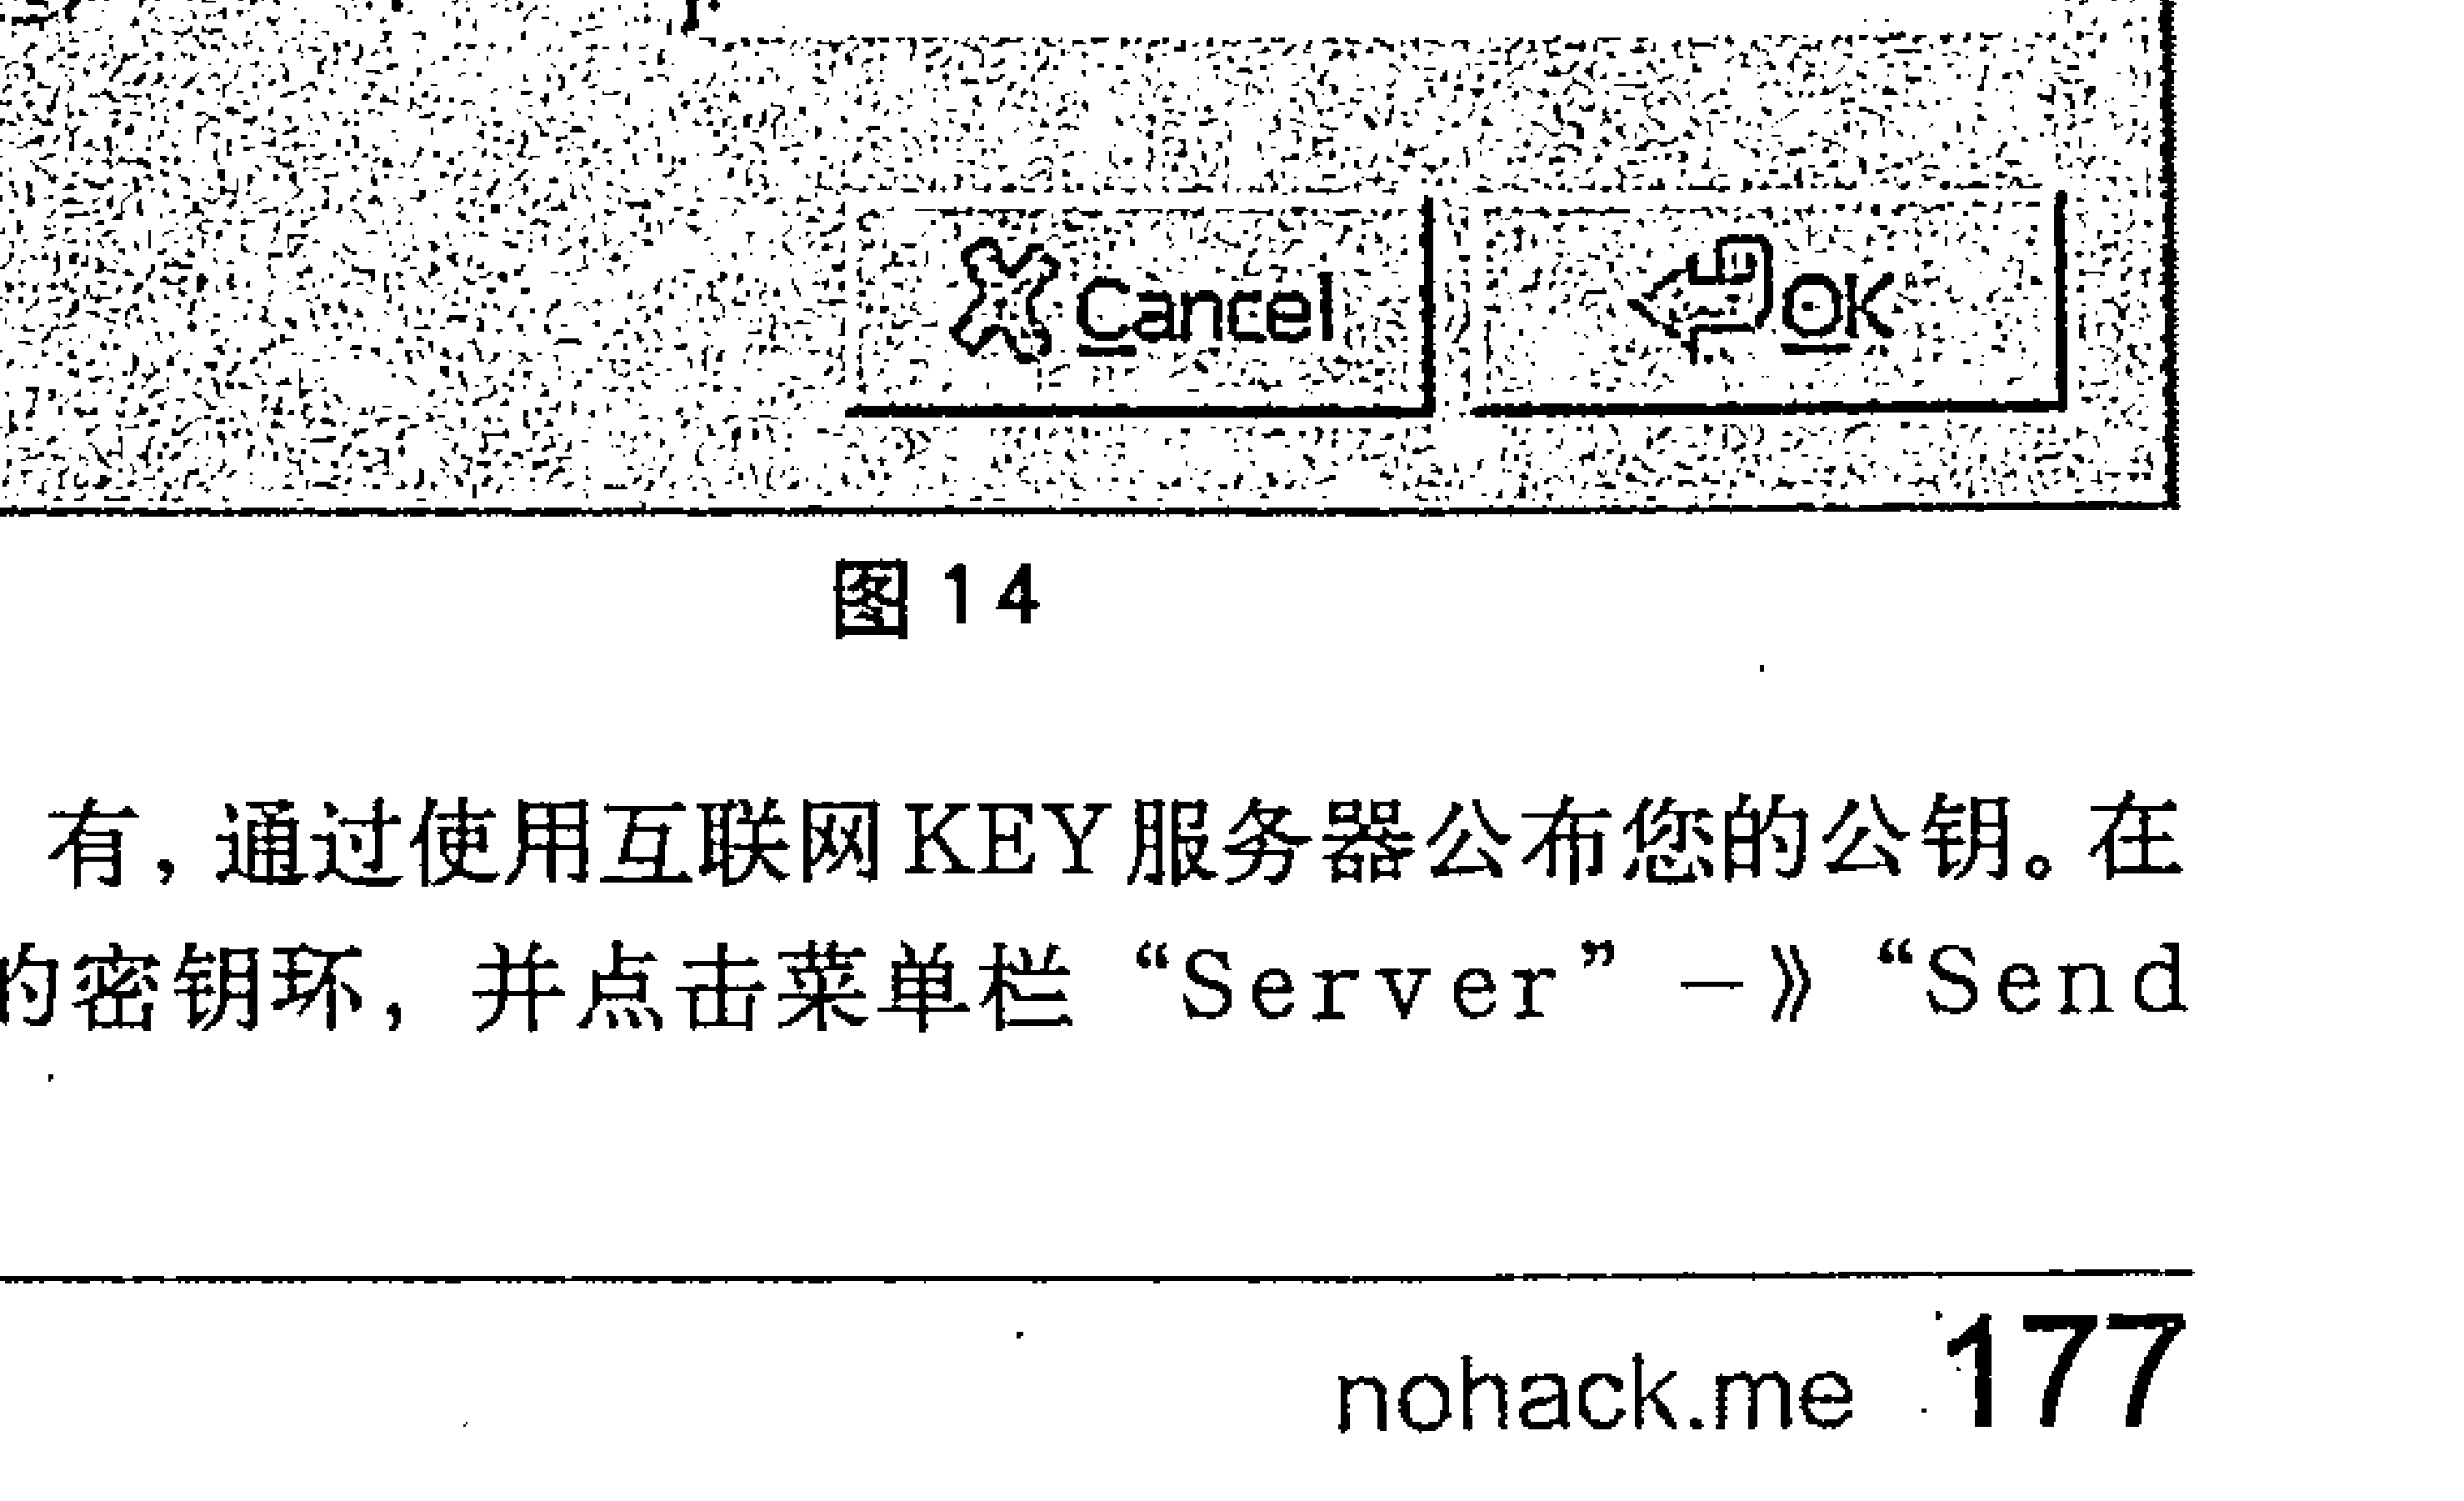 Cancel OK
图14
有，通过使用互联网KEY服务器公布您的公钥。在
的密钥环，并点击菜单栏“Server”－》“Send
nohack.me 177